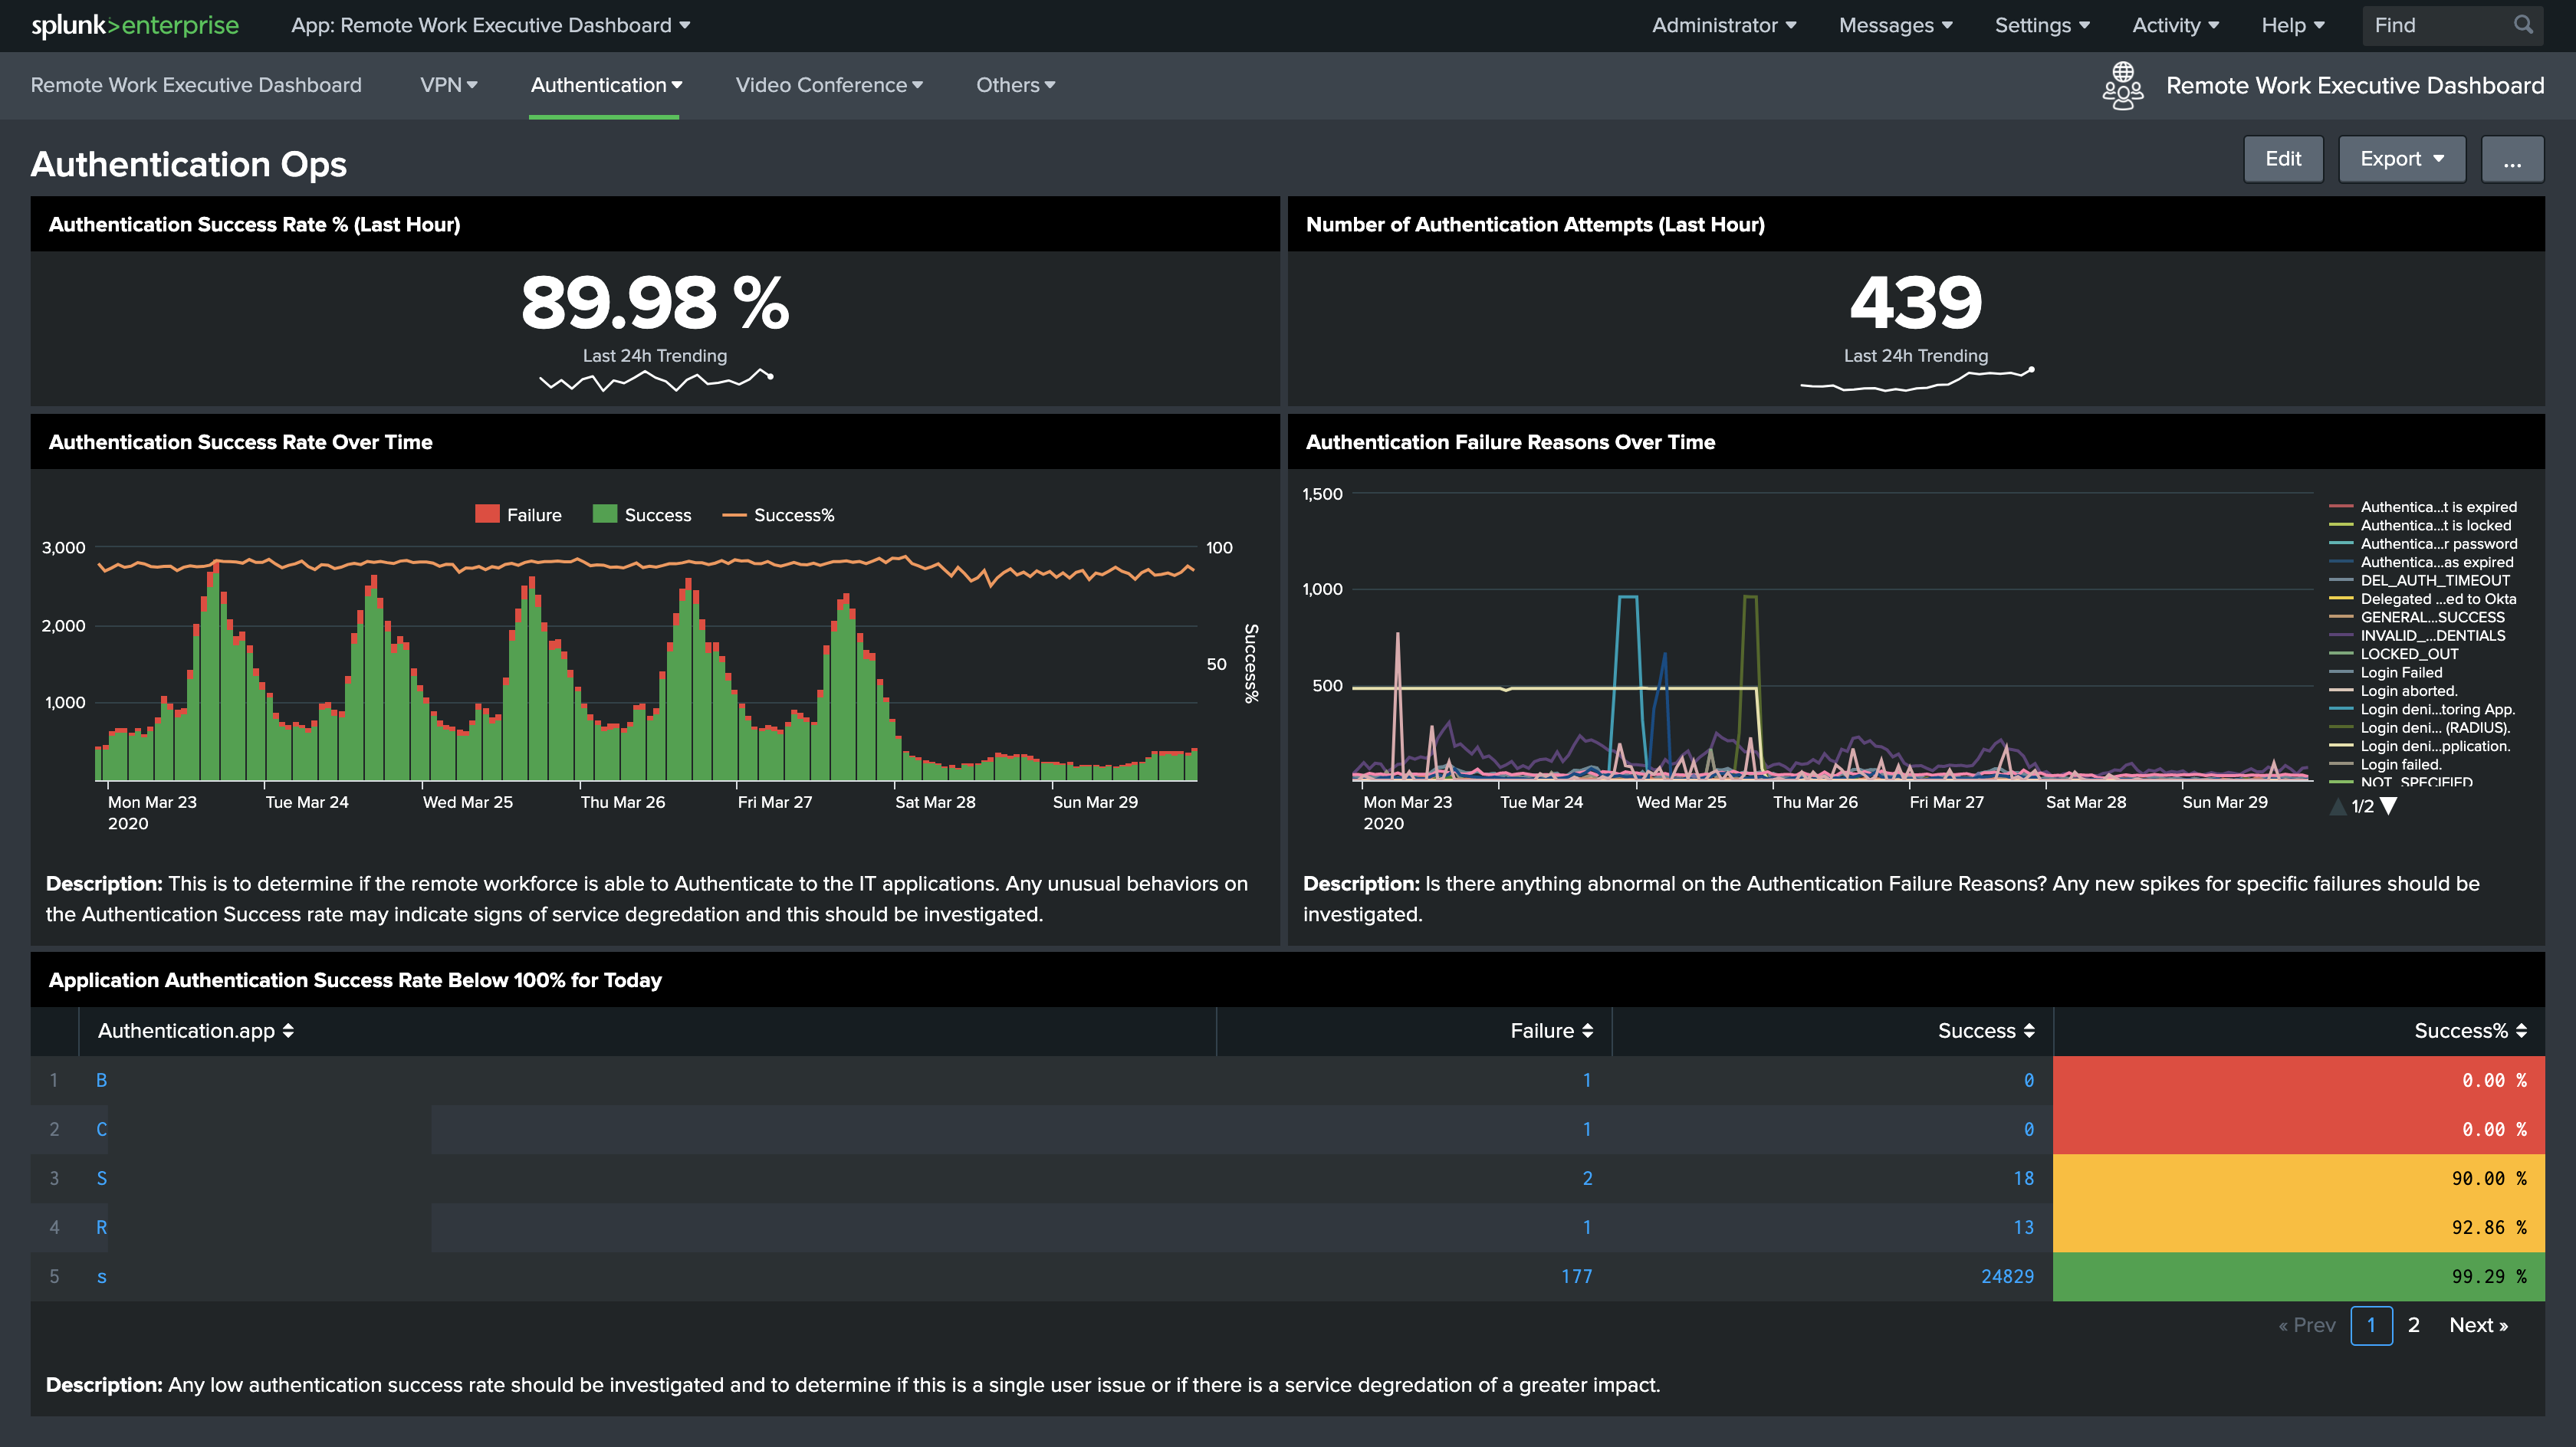 splunk>enterprise App: Remote Work Executive Dashboard Administrator Messages Settings Activity Help Find
Remote Work Executive Dashboard VPN Authentication Video Conference Others Remote Work Executive Dashboard
Authentication Ops Edit Export ...
Authentication Success Rate % (Last Hour)
89.98 %
Last 24h Trending
Number of Authentication Attempts (Last Hour)
439
Last 24h Trending
Authentication Success Rate Over Time
Failure Success Success%
3,000
2,000
1,000
100
50
Success%
Mon Mar 23 Tue Mar 24 Wed Mar 25 Thu Mar 26 Fri Mar 27 Sat Mar 28 Sun Mar 29
2020
Description: This is to determine if the remote workforce is able to Authenticate to the IT applications. Any unusual behaviors on
the Authentication Success rate may indicate signs of service degredation and this should be investigated.
Authentication Failure Reasons Over Time
1,500
1,000
500
Authentica...t is expired
Authentica...t is locked
Authentica...r password
Authentica...as expired
DEL_AUTH_TIMEOUT
Delegated ...ed to Okta
GENERAL...SUCCESS
INVALID_...DENTIALS
LOCKED_OUT
Login Failed
Login aborted.
Login deni...toring App.
Login deni... (RADIUS).
Login deni...pplication.
Login failed.
NOT_SPECIFIED
1/2
Mon Mar 23 Tue Mar 24 Wed Mar 25 Thu Mar 26 Fri Mar 27 Sat Mar 28 Sun Mar 29
2020
Description: Is there anything abnormal on the Authentication Failure Reasons? Any new spikes for specific failures should be
investigated.
Application Authentication Success Rate Below 100% for Today
Authentication.app Failure Success Success%
1 B 1 0 0.00 %
2 C 1 0 0.00 %
3 S 2 18 90.00 %
4 R 1 13 92.86 %
5 s 177 24829 99.29 %
« Prev 1 2 Next »
Description: Any low authentication success rate should be investigated and to determine if this is a single user issue or if there is a service degredation of a greater impact.